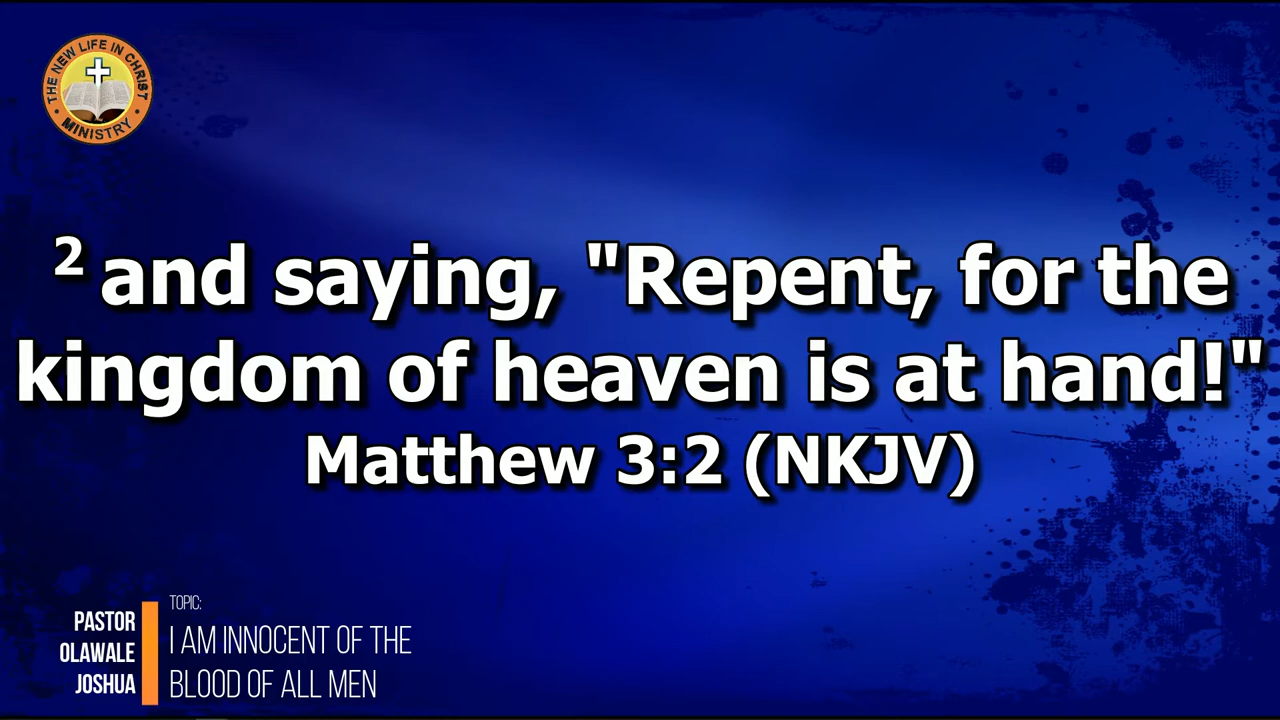 THE NEW LIFE IN CHRIST
MINISTRY
2 and saying, "Repent, for the
kingdom of heaven is at hand!"
Matthew 3:2 (NKJV)
PASTOR
OLAWALE
JOSHUA
TOPIC:
I AM INNOCENT OF THE
BLOOD OF ALL MEN